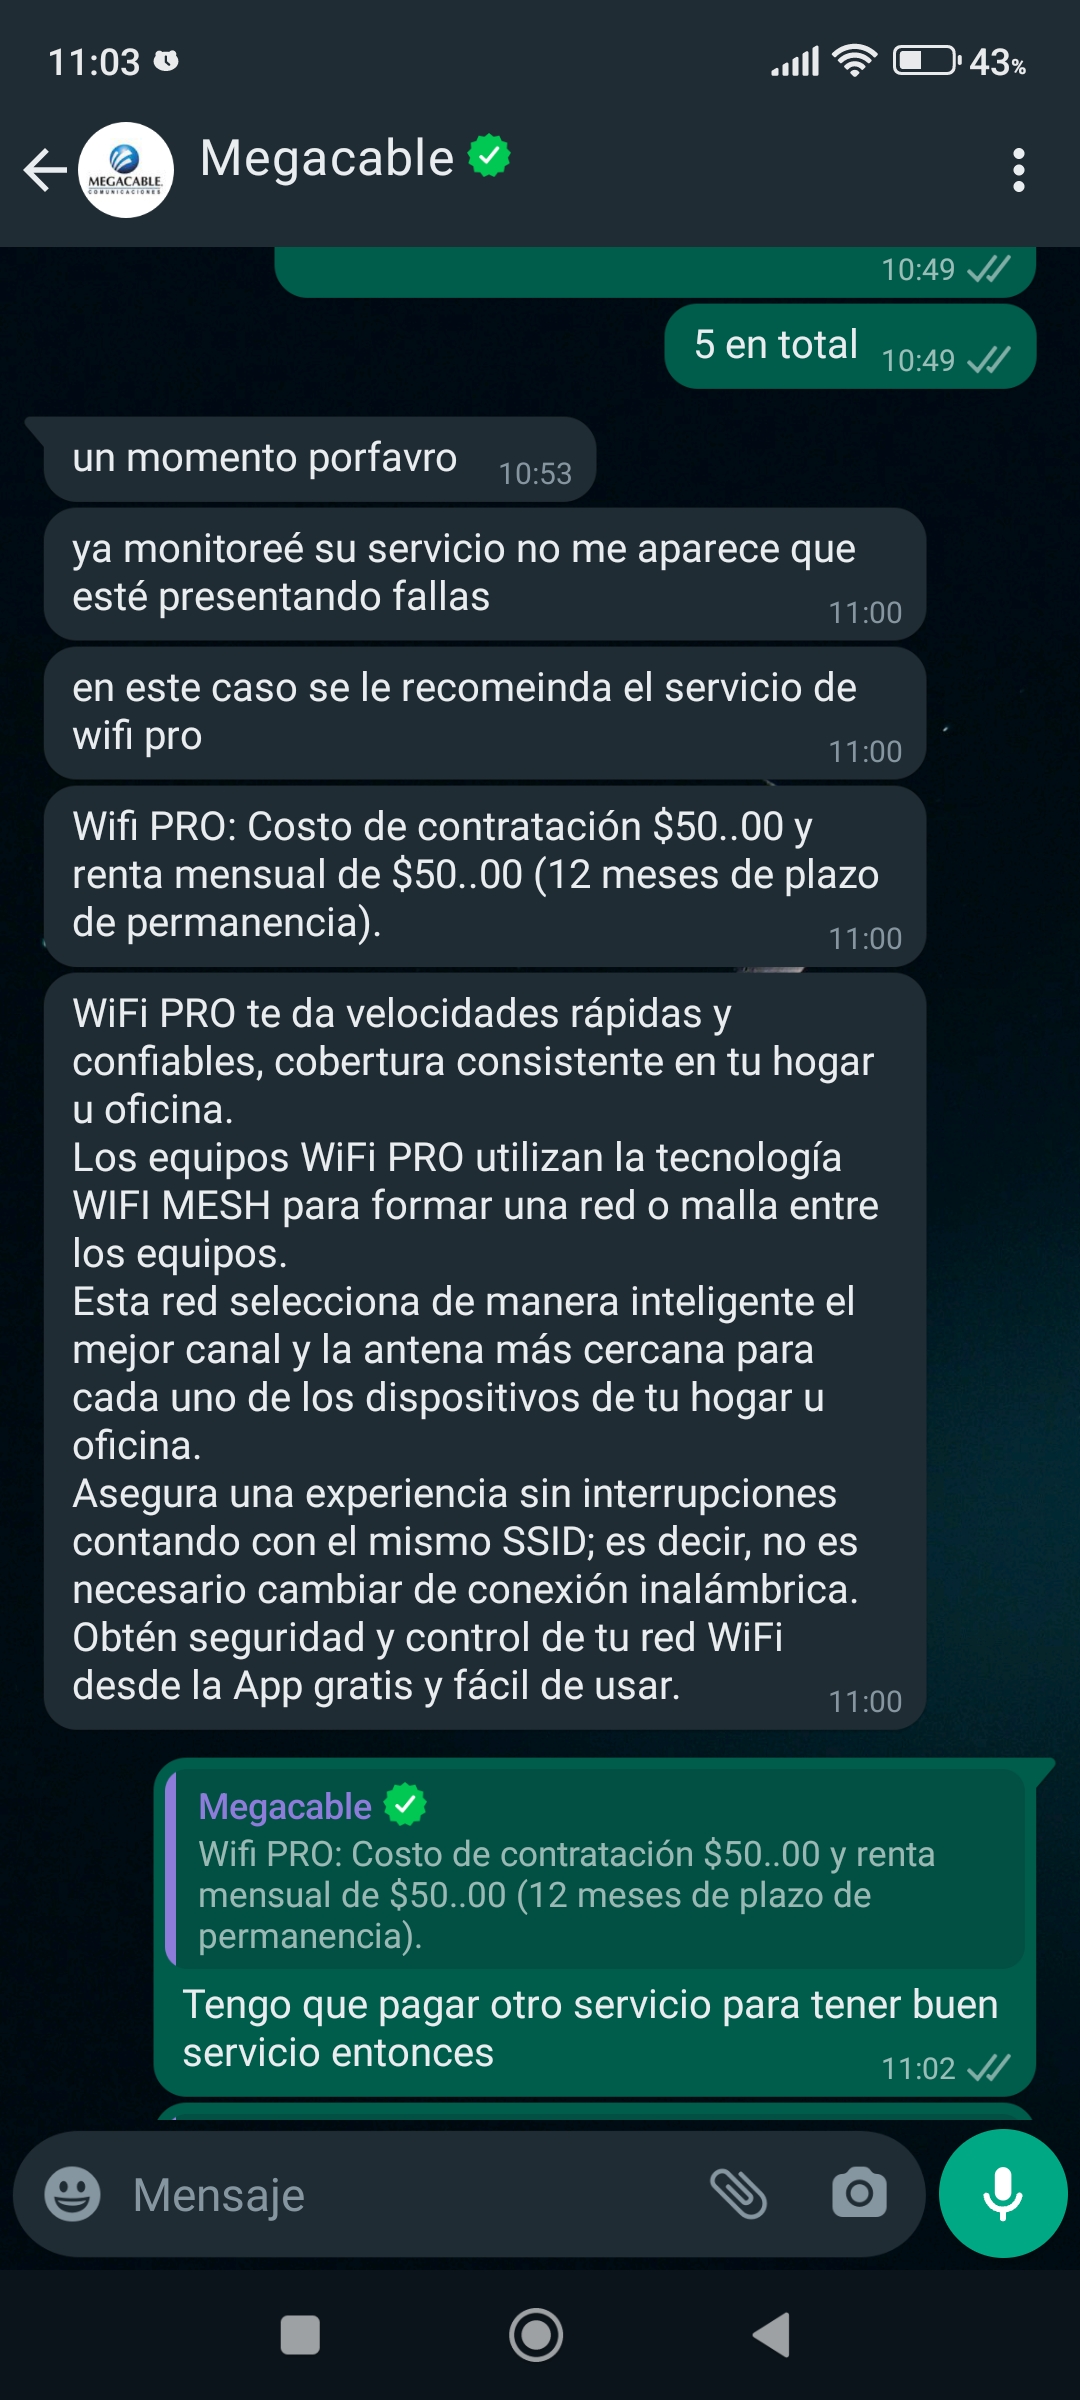 11:03
43%
MEGACABLE
COMUNICACIONES
Megacable
10:49
5 en total
10:49
un momento porfavro
10:53
ya monitoreé su servicio no me aparece que
esté presentando fallas
11:00
en este caso se le recomeinda el servicio de
wifi pro
11:00
Wifi PRO: Costo de contratación $50..00 y
renta mensual de $50..00 (12 meses de plazo
de permanencia).
11:00
WiFi PRO te da velocidades rápidas y
confiables, cobertura consistente en tu hogar
u oficina.
Los equipos WiFi PRO utilizan la tecnología
WIFI MESH para formar una red o malla entre
los equipos.
Esta red selecciona de manera inteligente el
mejor canal y la antena más cercana para
cada uno de los dispositivos de tu hogar u
oficina.
Asegura una experiencia sin interrupciones
contando con el mismo SSID; es decir, no es
necesario cambiar de conexión inalámbrica.
Obtén seguridad y control de tu red WiFi
desde la App gratis y fácil de usar.
11:00
Megacable
Wifi PRO: Costo de contratación $50..00 y renta
mensual de $50..00 (12 meses de plazo de
permanencia).
Tengo que pagar otro servicio para tener buen
servicio entonces
11:02
Mensaje